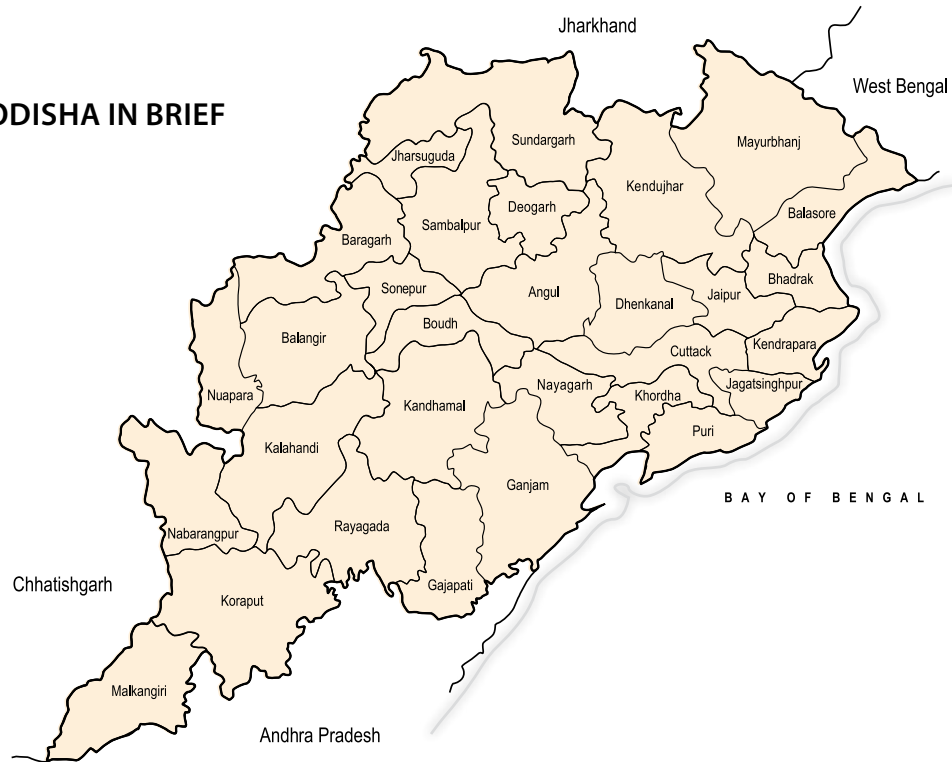 Jharkhand
West Bengal
ODISHA IN BRIEF
Sundargarh
Mayurbhanj
Jharsuguda
Kendujhar
Deogarh
Balasore
Sambalpur
Baragarh
Bhadrak
Sonepur
Angul
Jaipur
Dhenkanal
Boudh
Balangir
Kendrapara
Cuttack
Nayagarh
Jagatsinghpur
Nuapara
Khordha
Kandhamal
Puri
Kalahandi
Ganjam
BAY OF BENGAL
Rayagada
Nabarangpur
Chhatishgarh
Gajapati
Koraput
Malkangiri
Andhra Pradesh